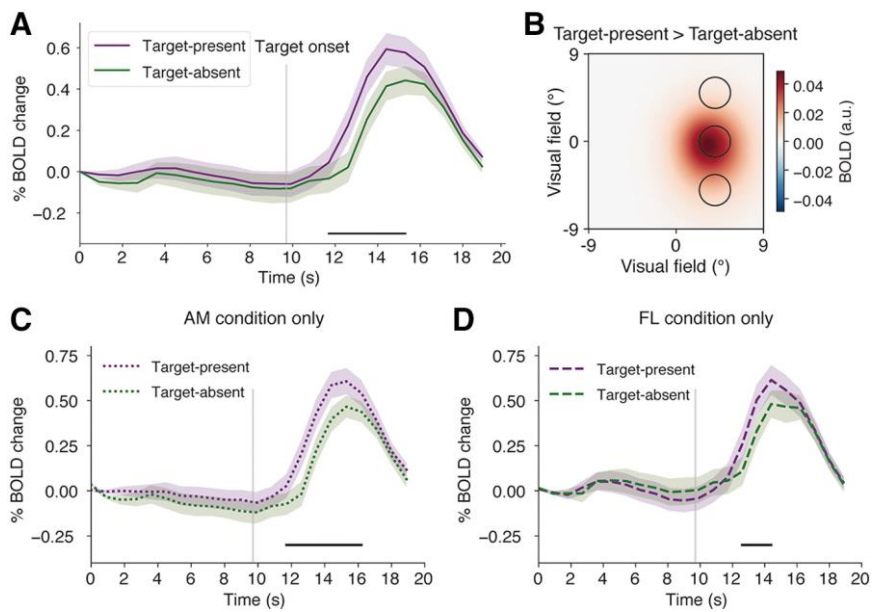 A
% BOLD change
0.6
0.4
0.2
0.0
−0.2
Target-present
Target-absent
Target onset
0 2 4 6 8 10 12 14 16 18 20
Time (s)
B
Target-present > Target-absent
Visual field (°)
9
0
-9
-9 0 9
Visual field (°)
0.04
0.02
0.00
−0.02
−0.04
BOLD (a.u.)
C
AM condition only
% BOLD change
0.75
0.50
0.25
0.00
−0.25
Target-present
Target-absent
0 2 4 6 8 10 12 14 16 18 20
Time (s)
D
FL condition only
% BOLD change
0.75
0.50
0.25
0.00
−0.25
Target-present
Target-absent
0 2 4 6 8 10 12 14 16 18 20
Time (s)